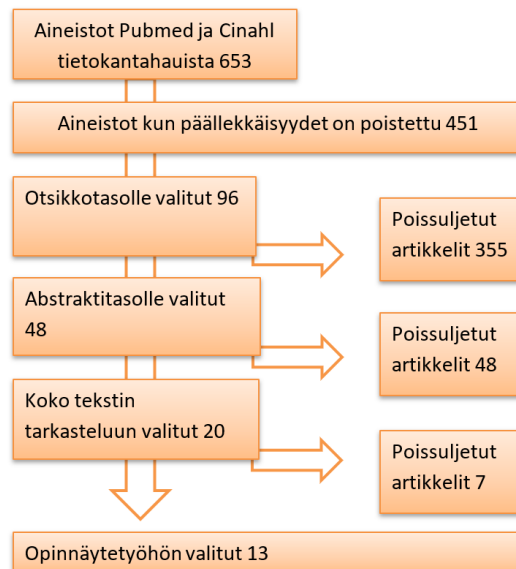 Aineistot Pubmed ja Cinahl
tietokantahauista 653
Aineistot kun päällekkäisyydet on poistettu 451
Otsikkotasolle valitut 96
Poissuljetut
artikkelit 355
Abstraktitasolle valitut
48
Poissuljetut
artikkelit 48
Koko tekstin
tarkasteluun valitut 20
Poissuljetut
artikkelit 7
Opinnäytetyöhön valitut 13